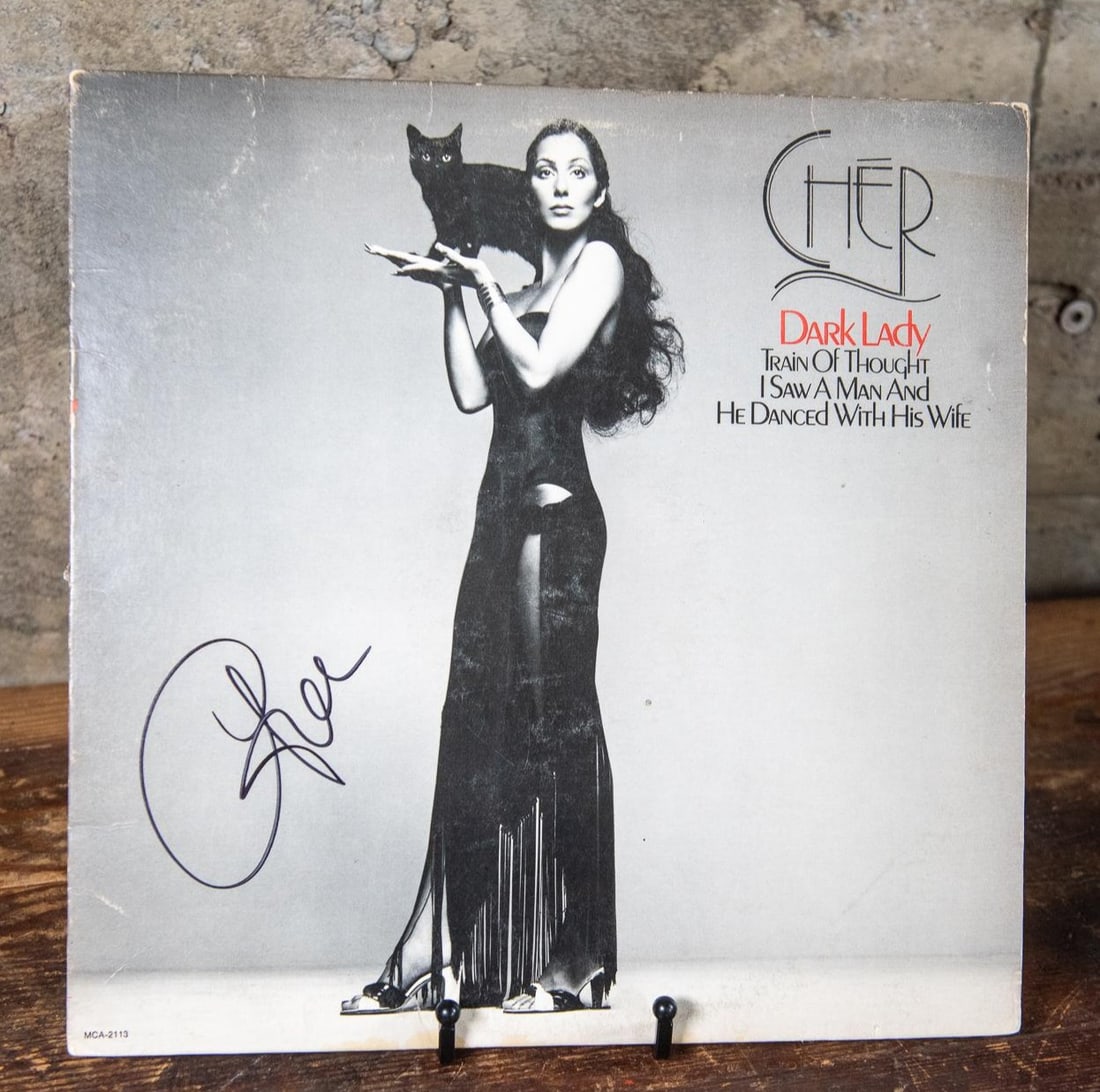 CHĒR
DARK LADY
TRAIN OF THOUGHT
I SAW A MAN AND
HE DANCED WITH HIS WIFE
Cher
MCA-2113